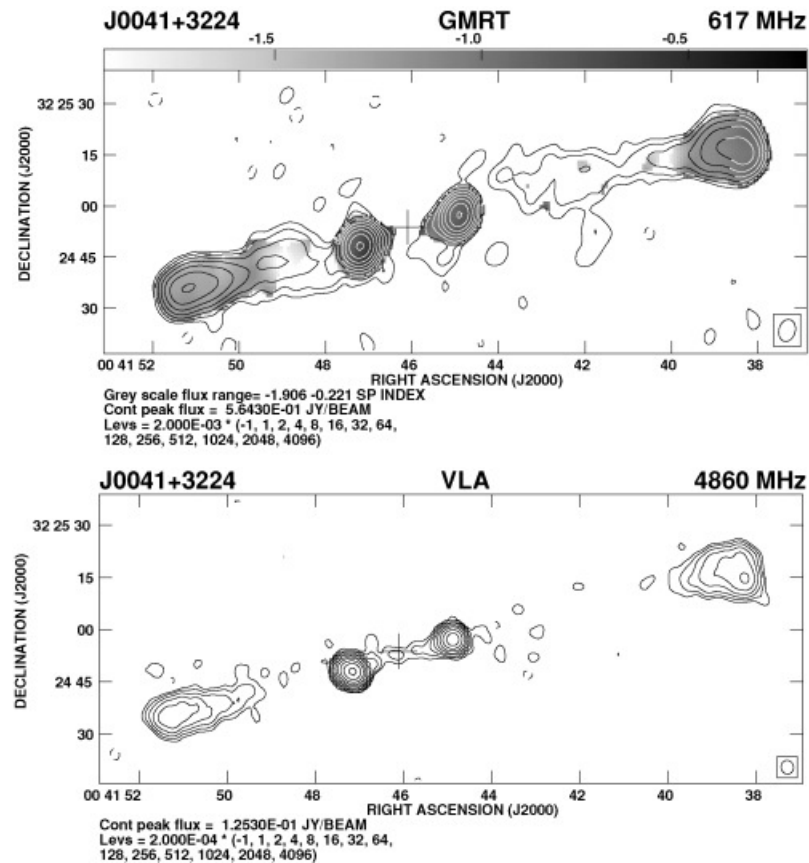 J0041+3224 GMRT 617 MHz
-1.5 -1.0 -0.5
32 25 30
15
00
24 45
30
DECLINATION (J2000)
00 41 52 50 48 46 44 42 40 38
RIGHT ASCENSION (J2000)
Grey scale flux range= -1.906 -0.221 SP INDEX
Cont peak flux = 5.6430E-01 JY/BEAM
Levs = 2.000E-03 * (-1, 1, 2, 4, 8, 16, 32, 64,
128, 256, 512, 1024, 2048, 4096)
J0041+3224 VLA 4860 MHz
32 25 30
15
00
24 45
30
DECLINATION (J2000)
00 41 52 50 48 46 44 42 40 38
RIGHT ASCENSION (J2000)
Cont peak flux = 1.2530E-01 JY/BEAM
Levs = 2.000E-04 * (-1, 1, 2, 4, 8, 16, 32, 64,
128, 256, 512, 1024, 2048, 4096)